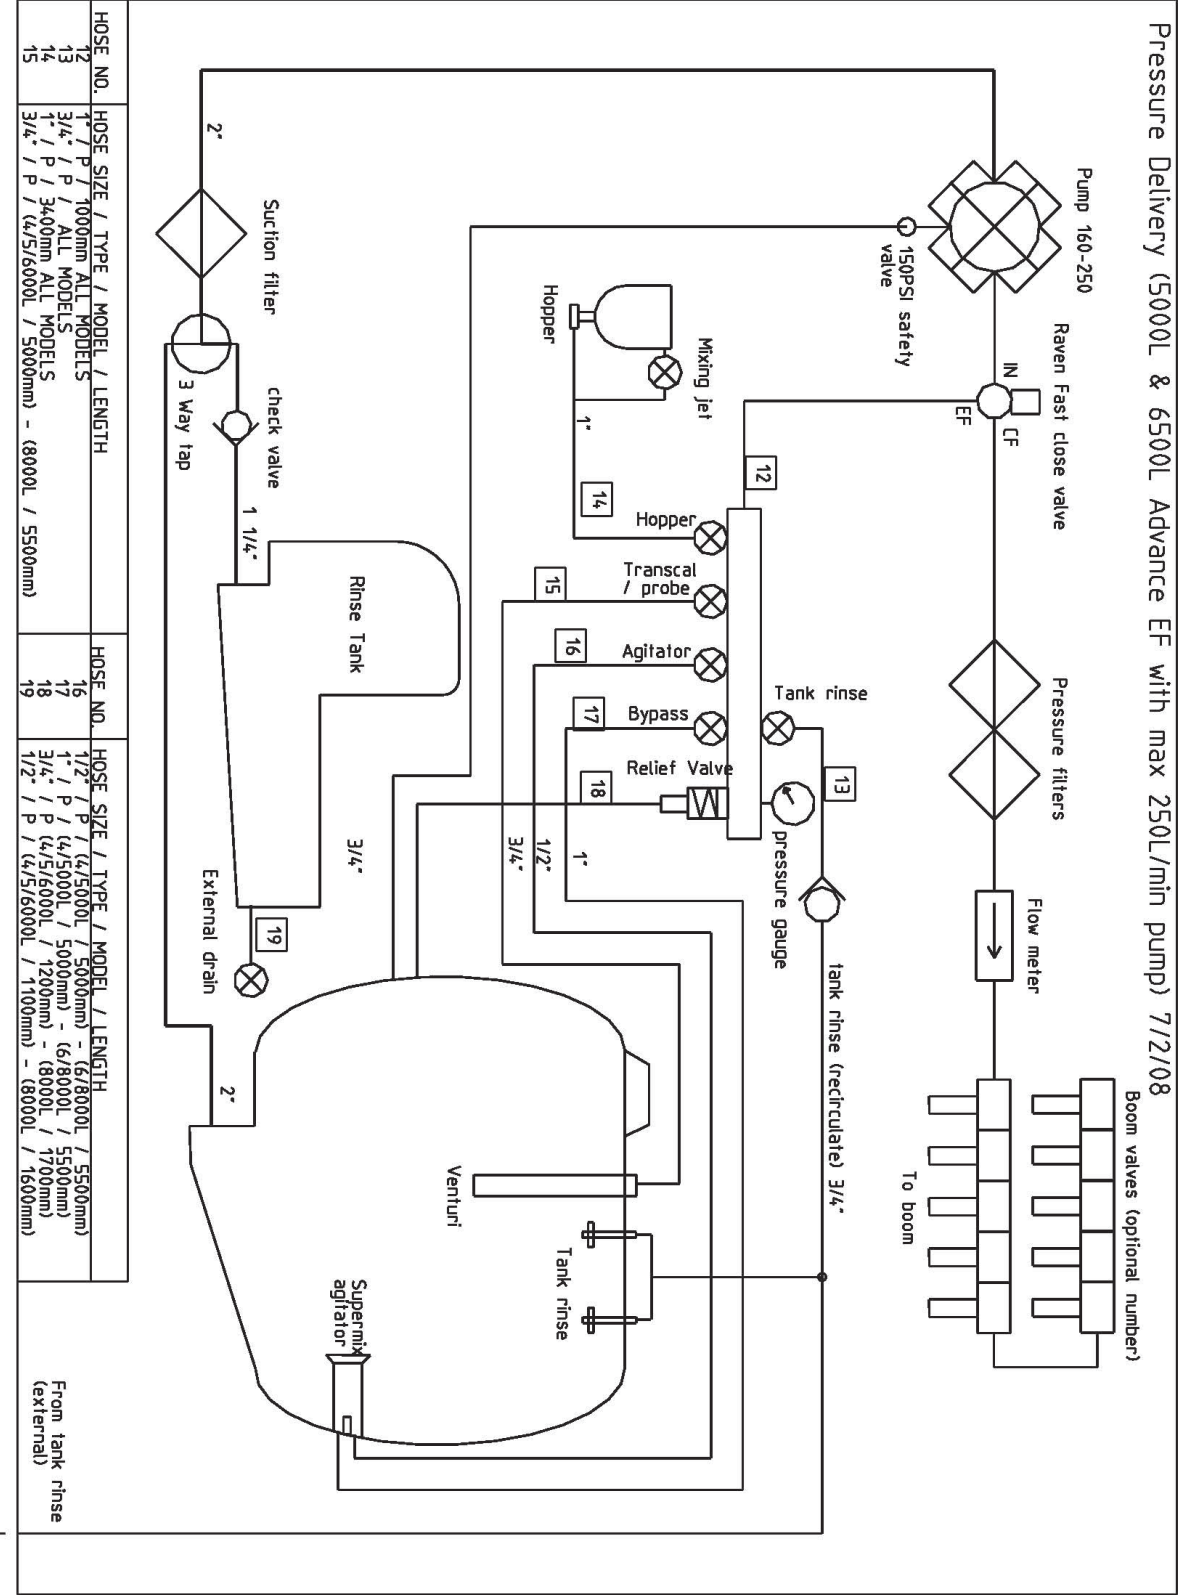 Pressure Delivery (5000L & 6500L Advance EF with max 250L/min pump) 7/2/08
Pump 160-250
Raven Fast close valve
Pressure filters
Flow meter
Boom valves (optional number)
IN
CF
EF
To boom
150PSI safety
valve
Mixing jet
Hopper
1"
12
14
Hopper
Transcal
/ probe
15
Agitator
16
Bypass
17
Relief Valve
18
Tank rinse
13
pressure gauge
tank rinse (recirculate) 3/4"
1"
1/2"
3/4"
3/4"
2"
Suction filter
3 Way tap
check valve
1 1/4"
Rinse Tank
External drain
19
2"
Venturi
Tank rinse
Supermix
agitator
From tank rinse
(external)
HOSE NO. HOSE SIZE / TYPE / MODEL / LENGTH
12 1" / P / 1000mm ALL MODELS
13 3/4" / P / ALL MODELS
14 1" / P / 3400mm ALL MODELS
15 3/4" / P / (4/5/6000L / 5000mm) - (8000L / 5500mm)
HOSE NO. HOSE SIZE / TYPE / MODEL / LENGTH
16 1/2" / P / (4/5000L / 5000mm) - (6/8000L / 5500mm)
17 1" / P / (4/5000L / 5000mm) - (6/8000L / 5500mm)
18 3/4" / P (4/5/6000L / 1200mm) - (8000L / 1700mm)
19 1/2" / P / (4/5/6000L / 1100mm) - (8000L / 1600mm)